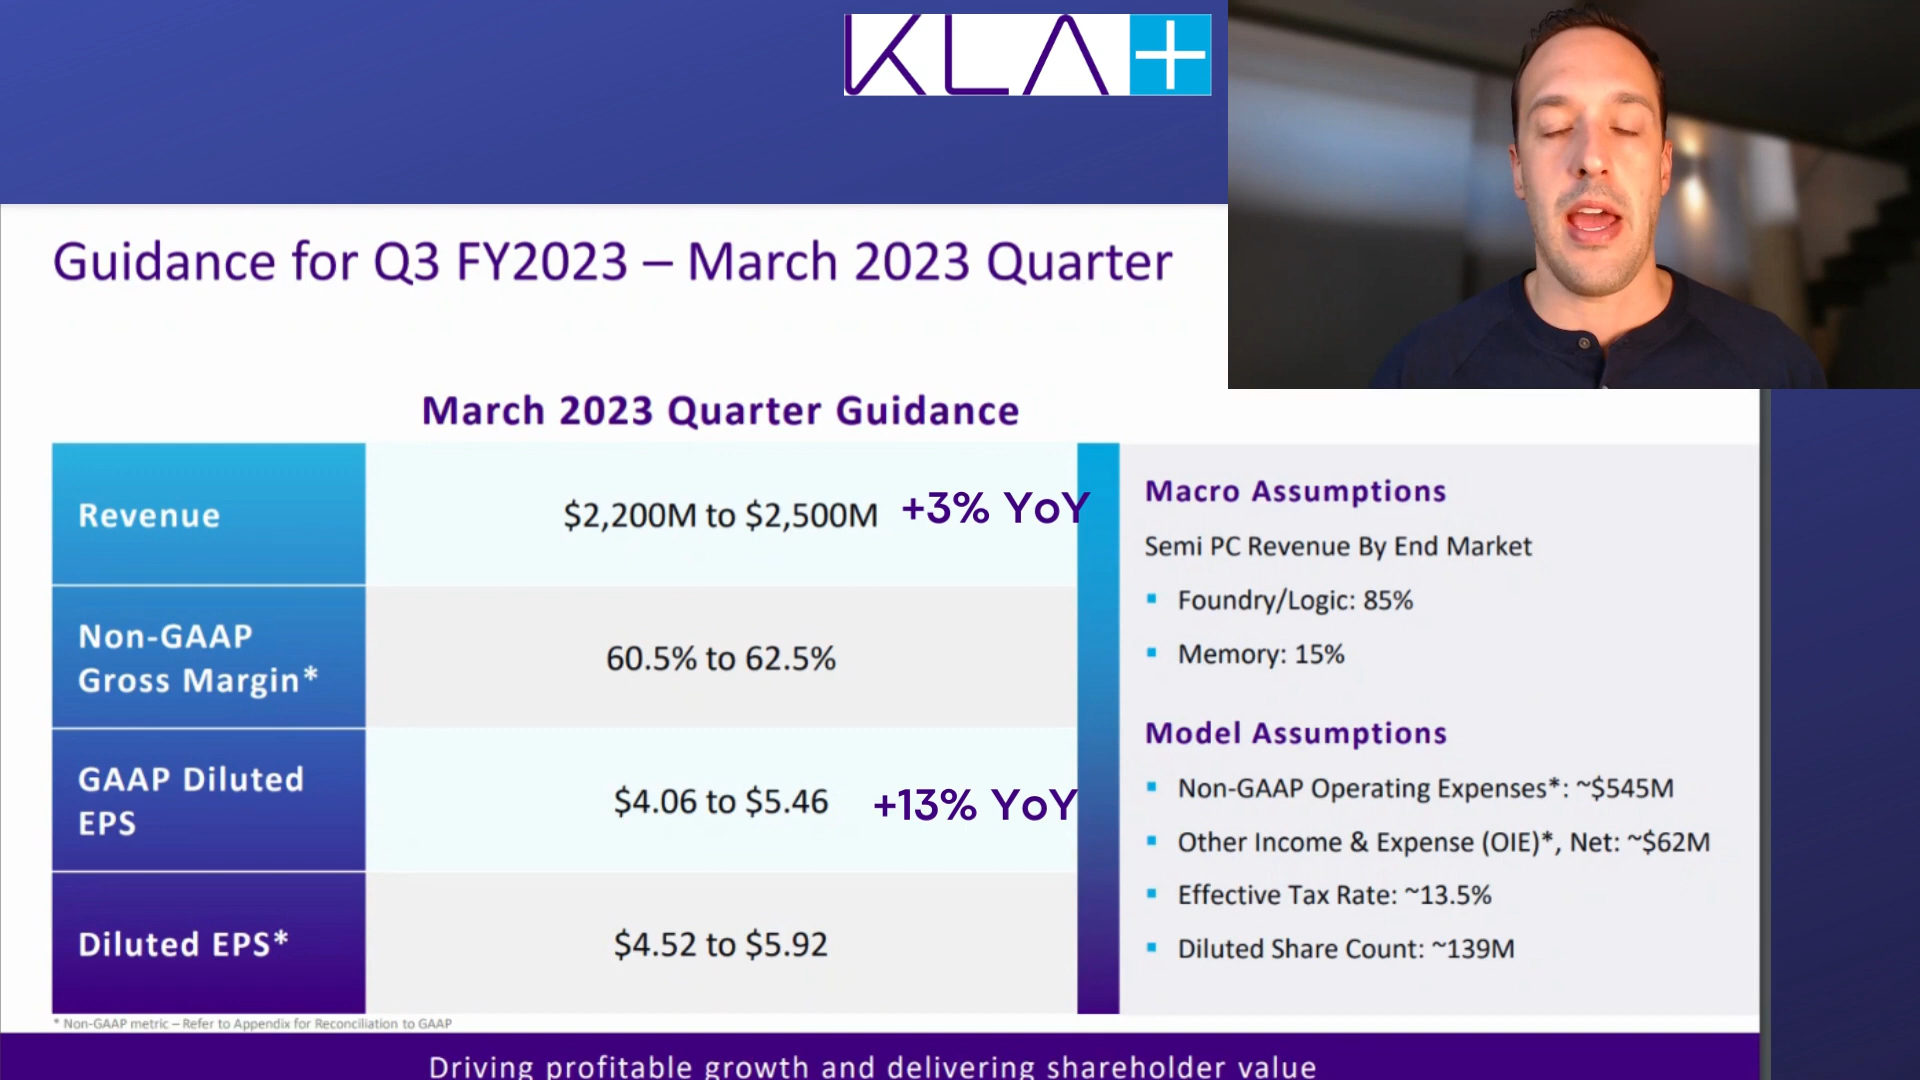 KLA+
Guidance for Q3 FY2023 – March 2023 Quarter
March 2023 Quarter Guidance
Revenue
$2,200M to $2,500M
+3% YoY
Non-GAAP
Gross Margin*
60.5% to 62.5%
GAAP Diluted
EPS
$4.06 to $5.46
+13% YoY
Diluted EPS*
$4.52 to $5.92
Macro Assumptions
Semi PC Revenue By End Market
▪ Foundry/Logic: 85%
▪ Memory: 15%
Model Assumptions
▪ Non-GAAP Operating Expenses*: ~$545M
▪ Other Income & Expense (OIE)*, Net: ~$62M
▪ Effective Tax Rate: ~13.5%
▪ Diluted Share Count: ~139M
* Non-GAAP metric – Refer to Appendix for Reconciliation to GAAP
Driving profitable growth and delivering shareholder value